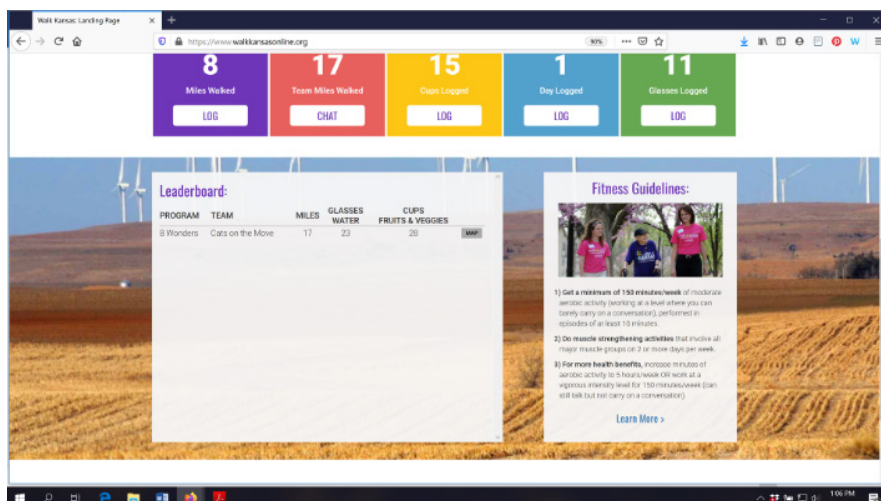 Walk Kansas: Landing Page
https://www.walkkansasonline.org
90%
8
Miles Walked
LOG
17
Team Miles Walked
CHAT
15
Cups Logged
LOG
1
Day Logged
LOG
11
Glasses Logged
LOG
Leaderboard:
PROGRAM TEAM MILES GLASSES WATER CUPS FRUITS & VEGGIES
8 Wonders Cats on the Move 17 23 28 MAP
Fitness Guidelines:
1) Get a minimum of 150 minutes/week of moderate
aerobic activity (working at a level where you can
barely carry on a conversation), performed in
episodes of at least 10 minutes.
2) Do muscle strengthening activities that involve all
major muscle groups on 2 or more days per week.
3) For more health benefits, increase minutes of
aerobic activity to 5 hours/week OR work at a
vigorous intensity level for 150 minutes/week (can
still talk but not carry on a conversation).
Learn More >
1:06 PM